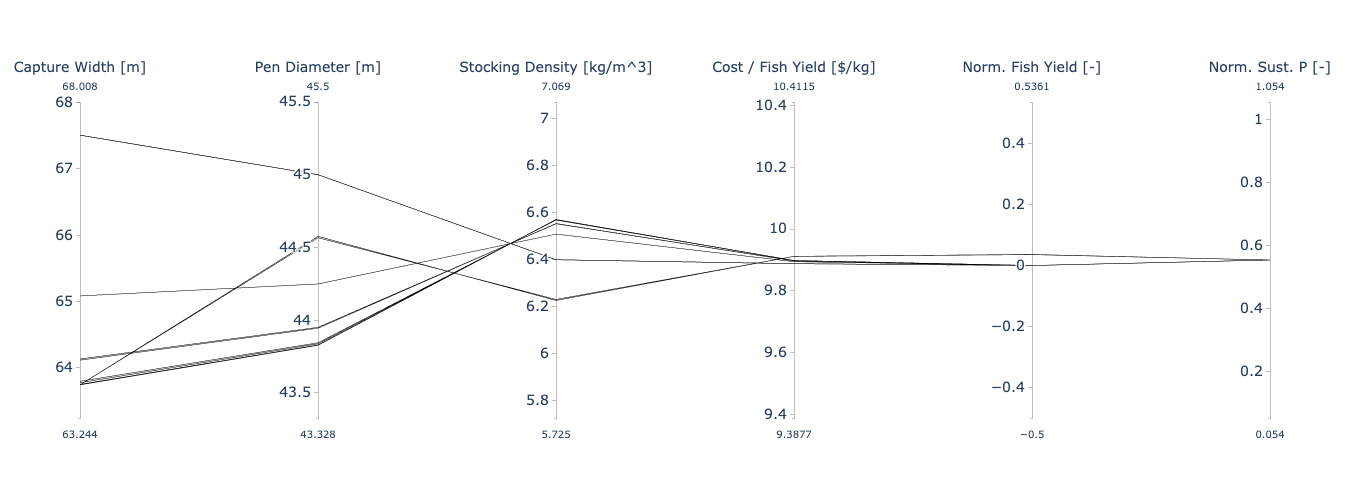 Capture Width [m] Pen Diameter [m] Stocking Density [kg/m^3] Cost / Fish Yield [$/kg] Norm. Fish Yield [-] Norm. Sust. P [-]
68.008 45.5 7.069 10.4115 0.5361 1.054
68 45.5 10.4
7 1
67 45 6.8 10.2 0.4 0.8
66 44.5 6.6 10 0.2 0.6
6.4 0
65 44 6.2 9.8 −0.2 0.4
64 43.5 6 9.6 −0.4 0.2
5.8 9.4
63.244 43.328 5.725 9.3877 −0.5 0.054